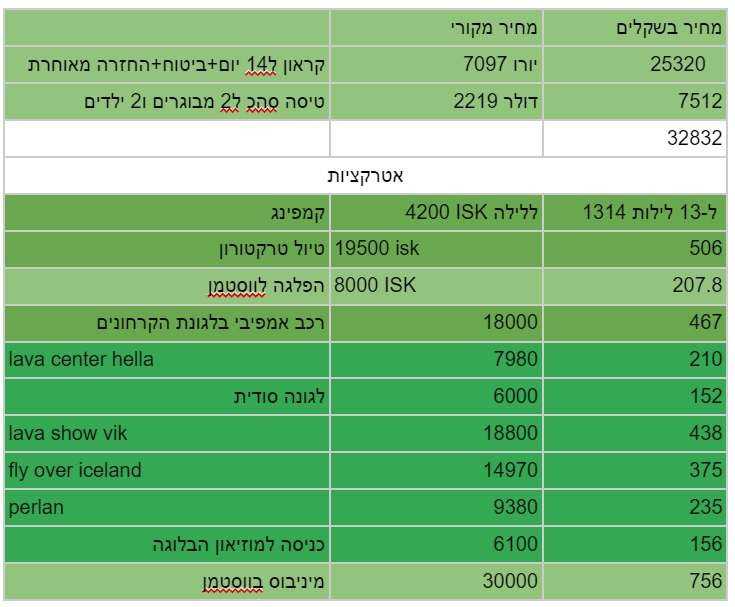 מחיר מקורי	מחיר בשקלים
קראון ל14 יום+ביטוח+החזרה מאוחרת	7097 יורו	25320
טיסה סהכ ל2 מבוגרים ו2 ילדים	2219 דולר	7512
32832
אטרקציות
קמפינג	4200 ISK ללילה	ל-13 לילות 1314
טיול טרקטורון	19500 isk	506
הפלגה לווסטמן	8000 ISK	207.8
רכב אמפיבי בלגונת הקרחונים	18000	467
lava center hella	7980	210
לגונה סודית	6000	152
lava show vik	18800	438
fly over iceland	14970	375
perlan	9380	235
כניסה למוזיאון הבלוגה	6100	156
מיניבוס בווסטמן	30000	756